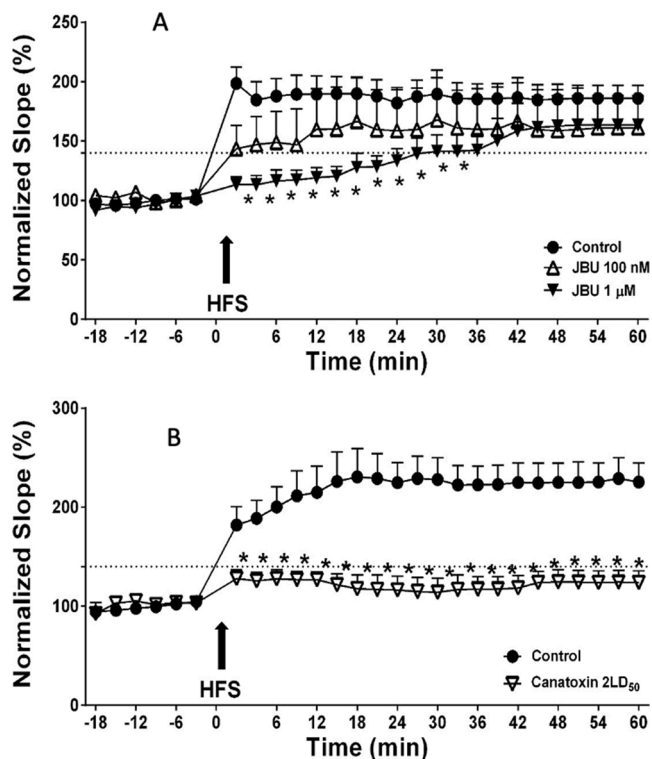 A
Normalized Slope (%)
250
200
150
100
50
0
* * * * * * * * * *
HFS
Control
JBU 100 nM
JBU 1 μM
-18 -12 -6 0 6 12 18 24 30 36 42 48 54 60
Time (min)
B
Normalized Slope (%)
300
200
100
0
* * * * * * * * * * * * * * * * * * * *
HFS
Control
Canatoxin 2LD50
-18 -12 -6 0 6 12 18 24 30 36 42 48 54 60
Time (min)